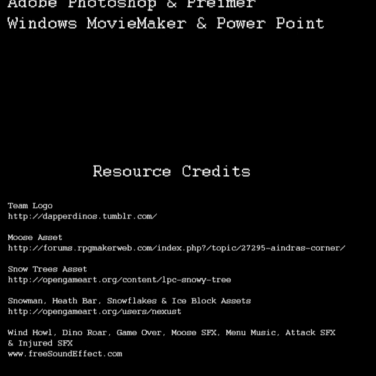 Adobe Photoshop & Preimer
Windows MovieMaker & Power Point
Resource Credits
Team Logo
http://dapperdinos.tumblr.com/
Moose Asset
http://forums.rpgmakerweb.com/index.php?/topic/27295-aindras-corner/
Snow Trees Asset
http://opengameart.org/content/lpc-snowy-tree
Snowman, Heath Bar, Snowflakes & Ice Block Assets
http://opengameart.org/users/nexust
Wind Howl, Dino Roar, Game Over, Moose SFX, Menu Music, Attack SFX
& Injured SFX
www.freeSoundEffect.com